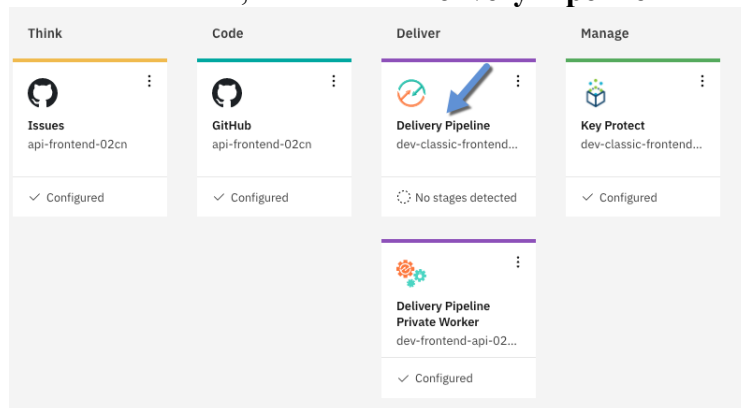 Think
Code
Deliver
Manage
Issues
api-frontend-02cn
Configured
GitHub
api-frontend-02cn
Configured
Delivery Pipeline
dev-classic-frontend...
No stages detected
Key Protect
dev-classic-frontend...
Configured
Delivery Pipeline
Private Worker
dev-frontend-api-02...
Configured